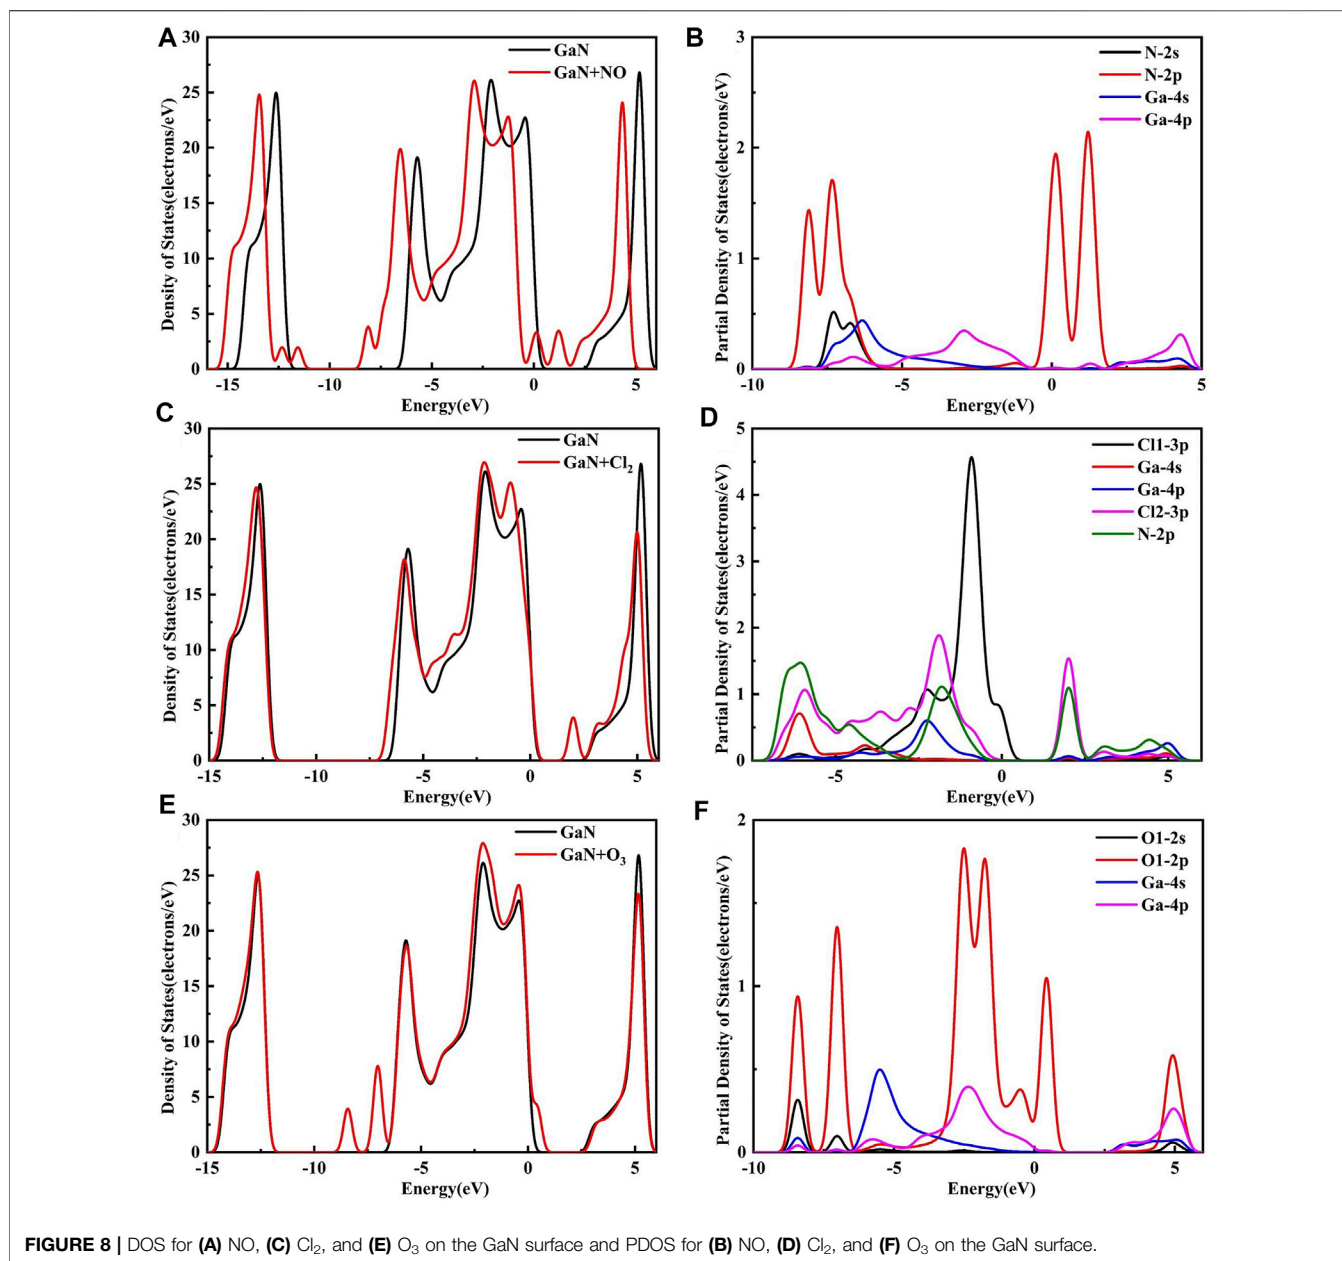 A
30
25
20
15
10
5
0
Density of States(electrons/eV)
GaN
GaN+NO
-15
-10
-5
0
5
Energy(eV)
B
3
2
1
0
Partial Density of States(electrons/eV)
N-2s
N-2p
Ga-4s
Ga-4p
-10
-5
0
5
Energy(eV)
C
30
25
20
15
10
5
0
Density of States(electrons/eV)
GaN
GaN+Cl₂
-15
-10
-5
0
5
Energy(eV)
D
5
4
3
2
1
0
Partial Density of States(electrons/eV)
Cl1-3p
Ga-4s
Ga-4p
Cl2-3p
N-2p
-5
0
5
Energy(eV)
E
30
25
20
15
10
5
0
Density of States(electrons/eV)
GaN
GaN+O₃
-15
-10
-5
0
5
Energy(eV)
F
2
1
0
Partial Density of States(electrons/eV)
O1-2s
O1-2p
Ga-4s
Ga-4p
-10
-5
0
5
Energy(eV)
FIGURE 8 | DOS for (A) NO, (C) Cl₂, and (E) O₃ on the GaN surface and PDOS for (B) NO, (D) Cl₂, and (F) O₃ on the GaN surface.